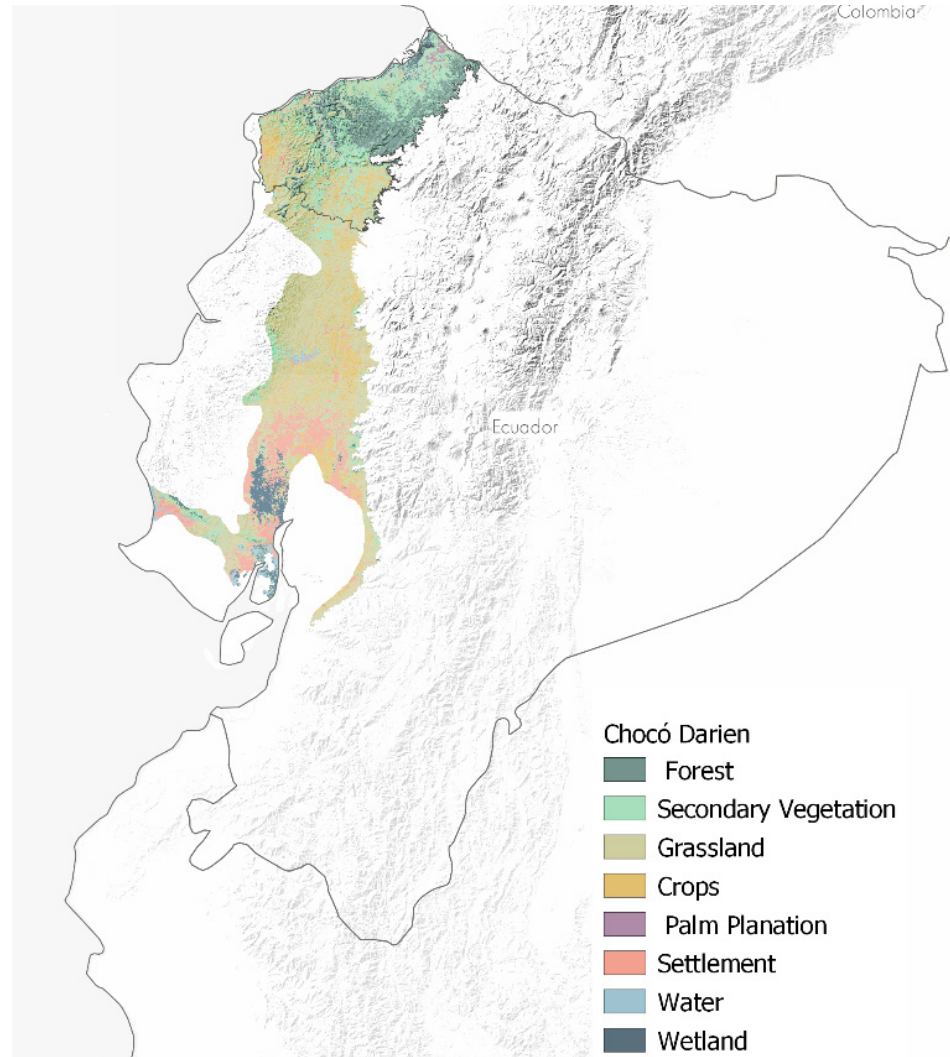 Colombia
Ecuador
Chocó Darien
Forest
Secondary Vegetation
Grassland
Crops
Palm Planation
Settlement
Water
Wetland